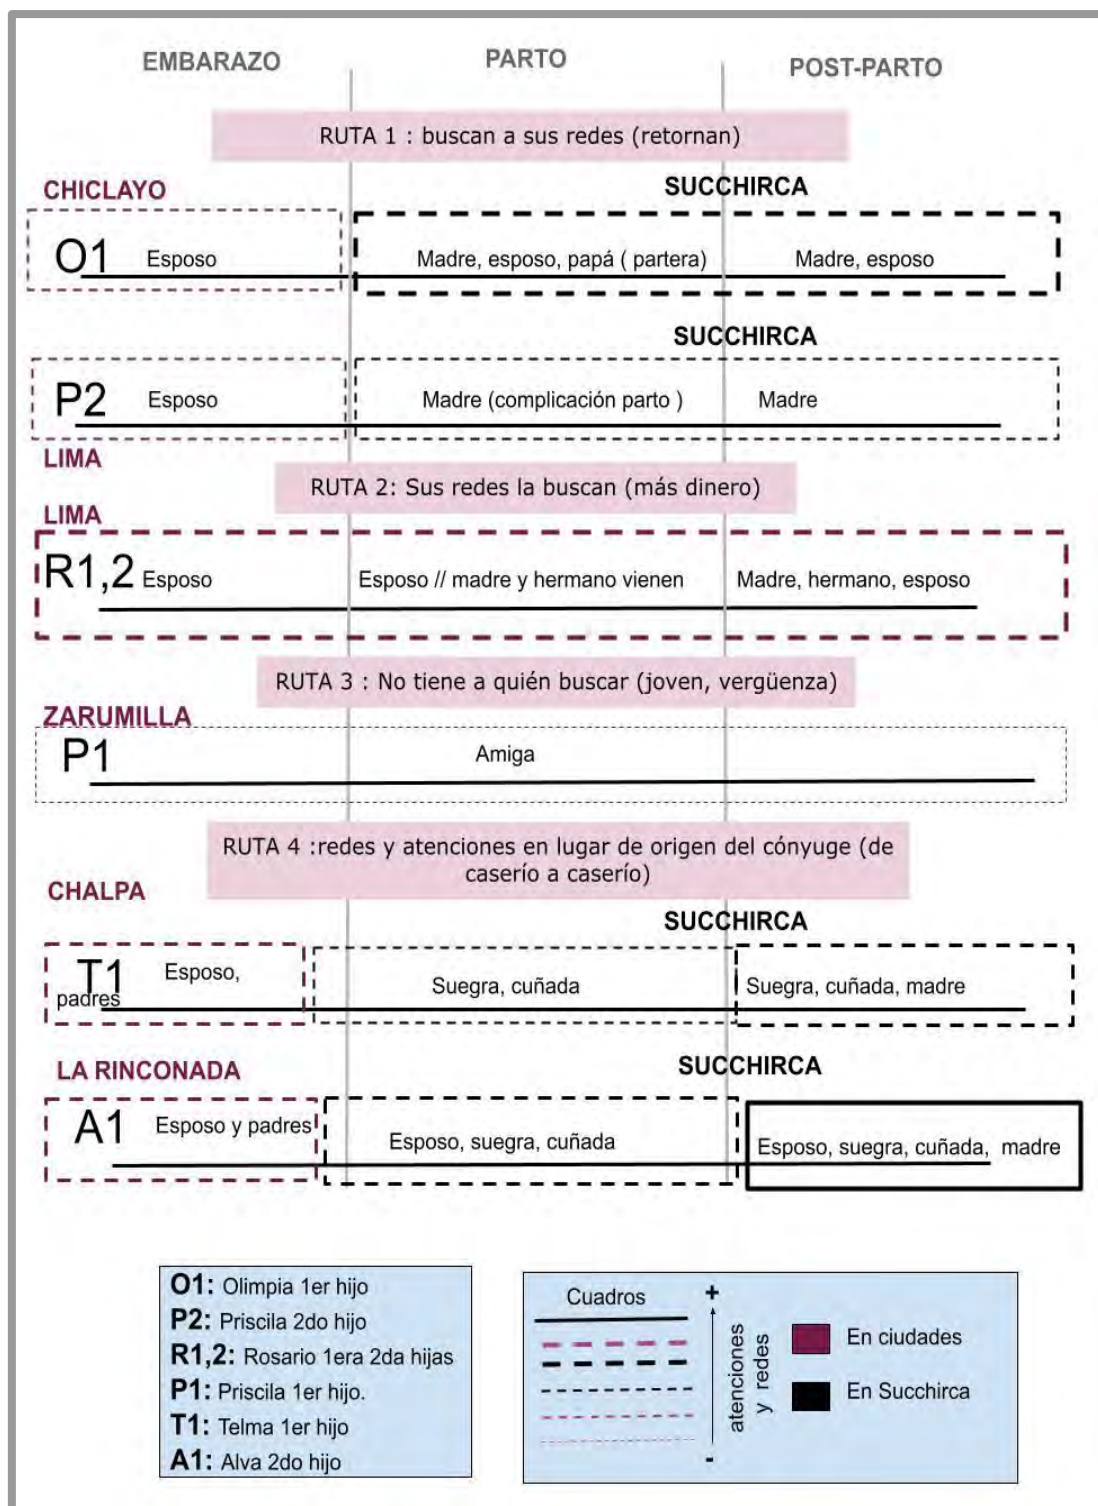 EMBARAZO PARTO POST-PARTO
RUTA 1 : buscan a sus redes (retornan)
CHICLAYO SUCCHIRCA
O1 Esposo Madre, esposo, papá ( partera) Madre, esposo
SUCCHIRCA
P2 Esposo Madre (complicación parto ) Madre
LIMA
RUTA 2: Sus redes la buscan (más dinero)
LIMA
R1,2 Esposo Esposo // madre y hermano vienen Madre, hermano, esposo
RUTA 3 : No tiene a quién buscar (joven, vergüenza)
ZARUMILLA
P1 Amiga
RUTA 4 :redes y atenciones en lugar de origen del cónyuge (de
caserío a caserío)
CHALPA
SUCCHIRCA
T1 Esposo,
padres Suegra, cuñada Suegra, cuñada, madre
LA RINCONADA SUCCHIRCA
A1 Esposo y padres Esposo, suegra, cuñada Esposo, suegra, cuñada, madre
O1: Olimpia 1er hijo
P2: Priscila 2do hijo
R1,2: Rosario 1era 2da hijas
P1: Priscila 1er hijo.
T1: Telma 1er hijo
A1: Alva 2do hijo
Cuadros
+
atenciones
y redes
-
En ciudades
En Succhirca